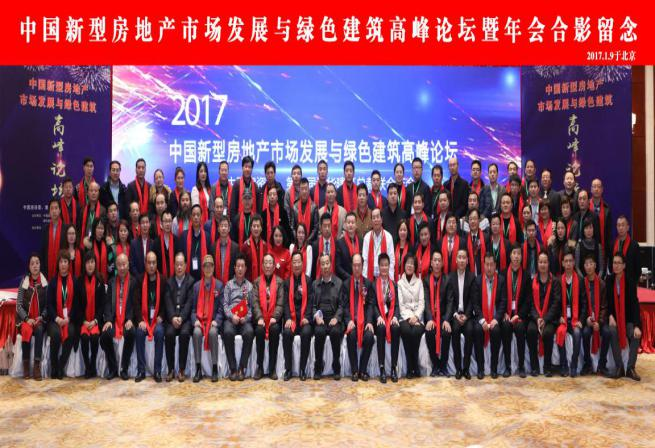 中国新型房地产市场发展与绿色建筑高峰论坛暨年会合影留念
2017.1.9于北京
中国新型房地产
市场发展与绿色建筑
高峰论坛
2017
中国新型房地产市场发展与绿色建筑高峰论坛
中国新型房地产
市场发展与绿色建筑
高峰论